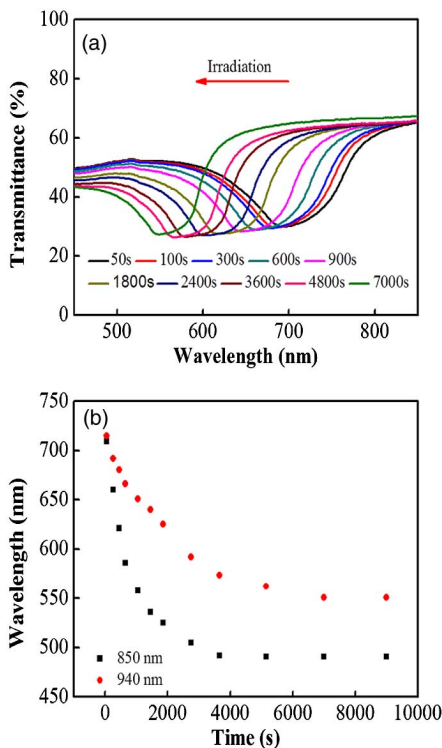 (a)
100
80
60
40
20
0
Transmittance (%)
Irradiation
50s 100s 300s 600s 900s
1800s 2400s 3600s 4800s 7000s
500 600 700 800
Wavelength (nm)
(b)
750
700
650
600
550
500
450
Wavelength (nm)
850 nm
940 nm
0 2000 4000 6000 8000 10000
Time (s)